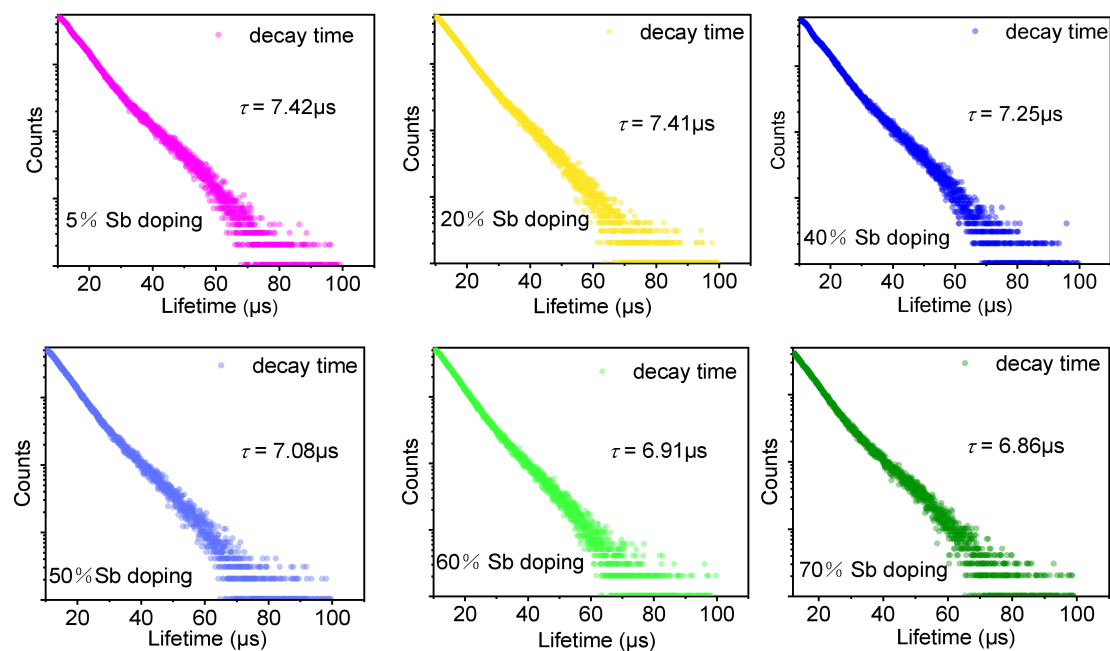 decay time
τ = 7.42μs
Counts
5% Sb doping
20 40 60 80 100
Lifetime (μs)
decay time
τ = 7.41μs
Counts
20% Sb doping
20 40 60 80 100
Lifetime (μs)
decay time
τ = 7.25μs
Counts
40% Sb doping
20 40 60 80 100
Lifetime (μs)
decay time
τ = 7.08μs
Counts
50%Sb doping
20 40 60 80 100
Lifetime (μs)
decay time
τ = 6.91μs
Counts
60% Sb doping
20 40 60 80 100
Lifetime (μs)
decay time
τ = 6.86μs
Counts
70% Sb doping
20 40 60 80 100
Lifetime (μs)